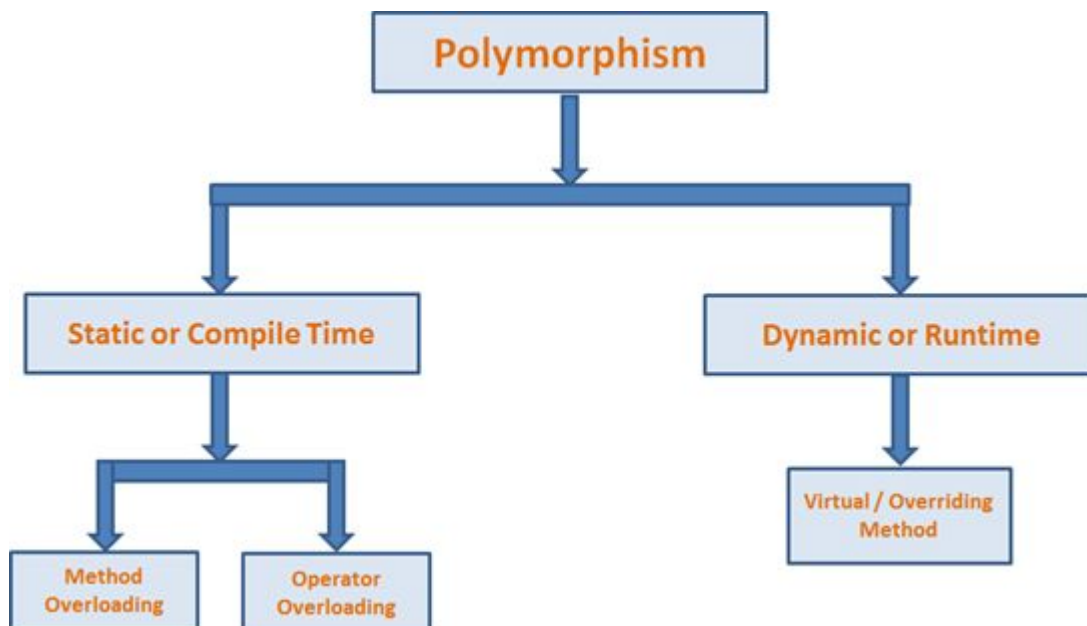 Polymorphism
Static or Compile Time
Dynamic or Runtime
Virtual / Overriding
Method
Method
Overloading
Operator
Overloading